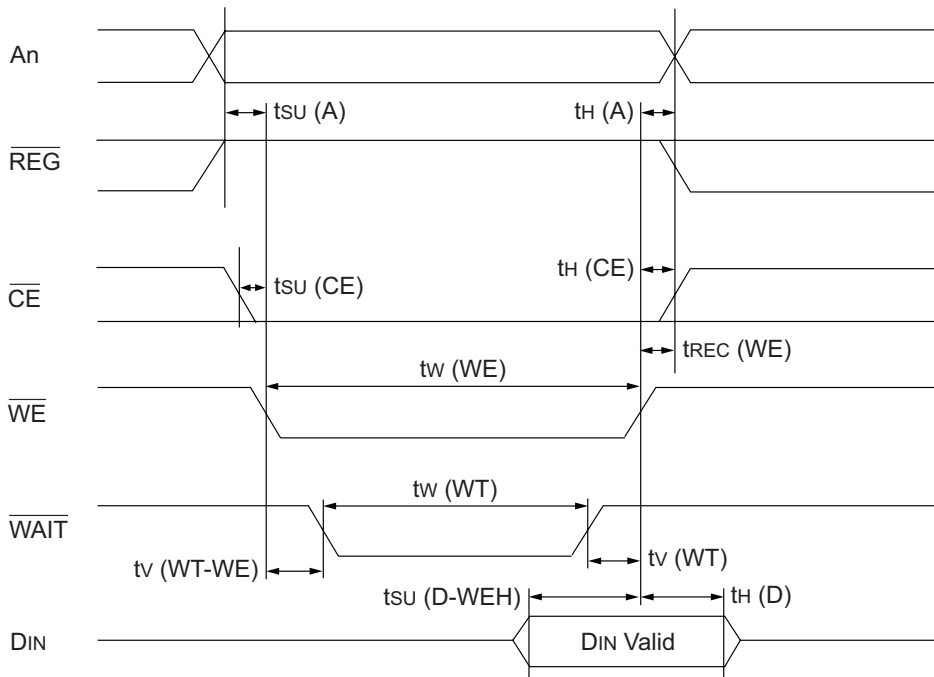 An
tSU (A)
tH (A)
REG
tH (CE)
CE
tSU (CE)
tREC (WE)
tW (WE)
WE
tW (WT)
WAIT
tV (WT-WE)
tV (WT)
tSU (D-WEH)
tH (D)
DIN
DIN Valid